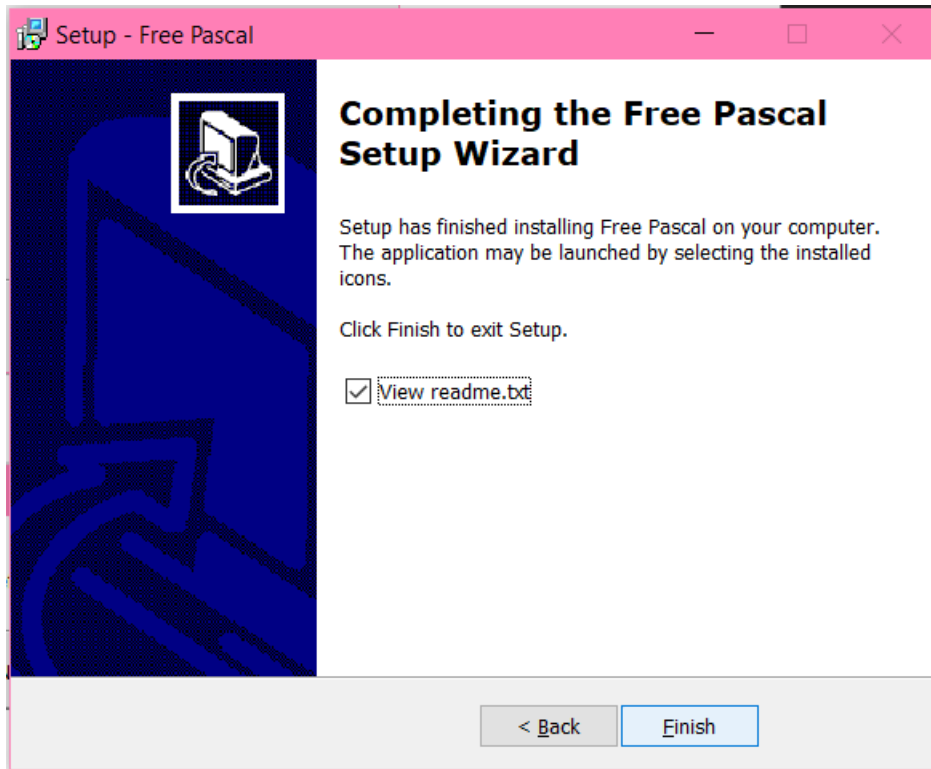 Setup - Free Pascal
Completing the Free Pascal
Setup Wizard
Setup has finished installing Free Pascal on your computer.
The application may be launched by selecting the installed
icons.
Click Finish to exit Setup.
View readme.txt
< Back
Finish